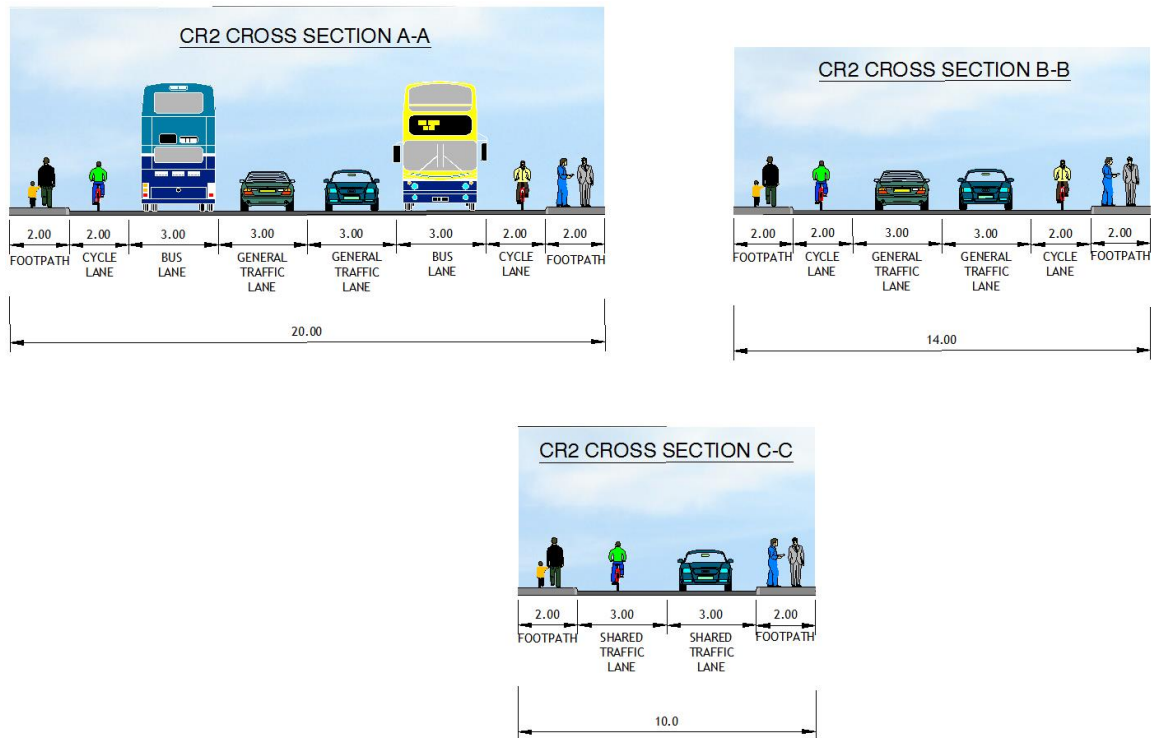 CR2 CROSS SECTION A-A
2.00 2.00 3.00 3.00 3.00 3.00 2.00 2.00
FOOTPATH CYCLE LANE BUS LANE GENERAL TRAFFIC LANE GENERAL TRAFFIC LANE BUS LANE CYCLE LANE FOOTPATH
20.00
CR2 CROSS SECTION B-B
2.00 2.00 3.00 3.00 2.00 2.00
FOOTPATH CYCLE LANE GENERAL TRAFFIC LANE GENERAL TRAFFIC LANE CYCLE LANE FOOTPATH
14.00
CR2 CROSS SECTION C-C
2.00 3.00 3.00 2.00
FOOTPATH SHARED TRAFFIC LANE SHARED TRAFFIC LANE FOOTPATH
10.0